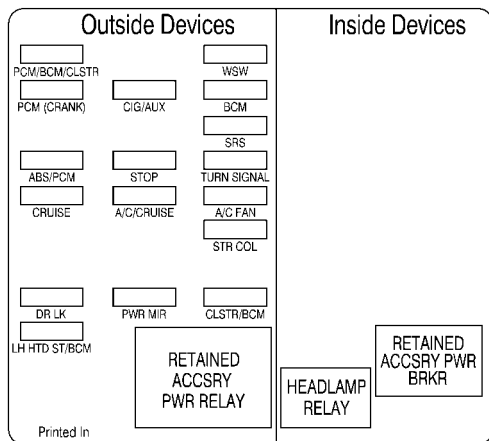 Outside Devices
Inside Devices
PCM/BCM/CLSTR
WSW
PCM (CRANK)
CIG/AUX
BCM
SRS
ABS/PCM
STOP
TURN SIGNAL
CRUISE
A/C/CRUISE
A/C FAN
STR COL
DR LK
PWR MIR
CLSTR/BCM
LH HTD ST/BCM
RETAINED
ACCSRY
PWR RELAY
HEADLAMP
RELAY
RETAINED
ACCSRY PWR
BRKR
Printed In